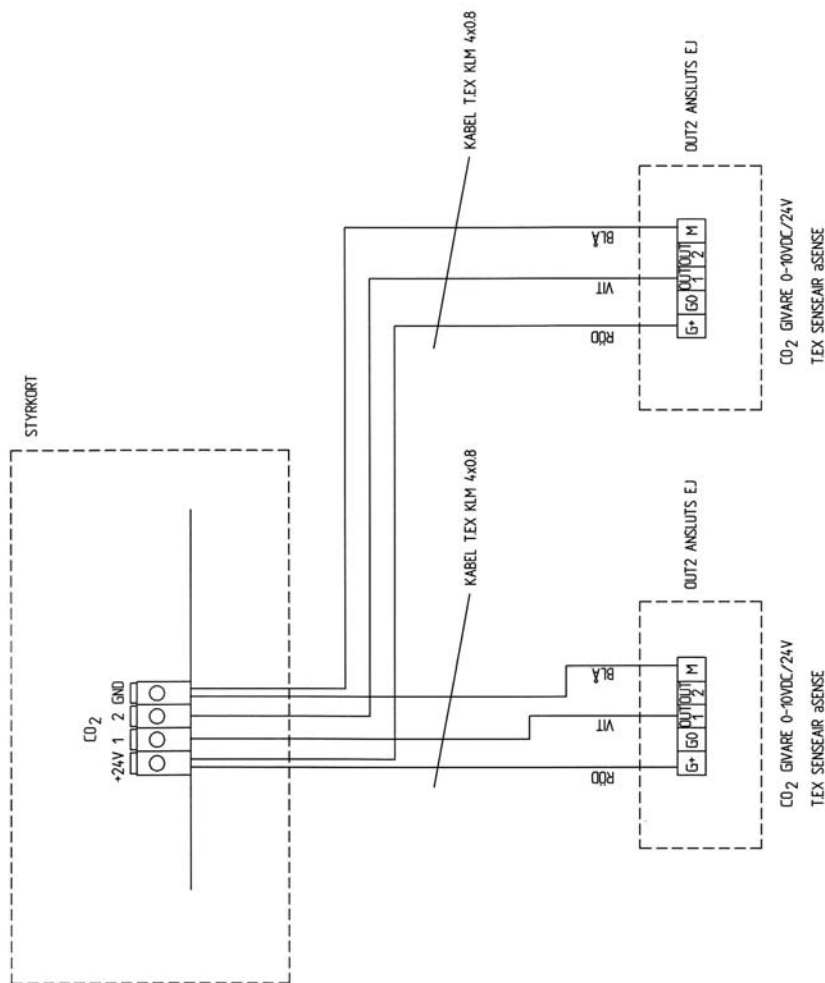 STYRKORT
CO2
+24V 1 2 GND
KABEL T.EX KLM 4x0.8
KABEL T.EX KLM 4x0.8
RÖD
VIT
BLÅ
G+ G0 OUT 1 OUT 2 M
OUT2 ANSLUTS EJ
CO2 GIVARE 0-10VDC/24V
T.EX SENSEAIR aSENSE
RÖD
VIT
BLÅ
G+ G0 OUT 1 OUT 2 M
OUT2 ANSLUTS EJ
CO2 GIVARE 0-10VDC/24V
T.EX SENSEAIR aSENSE